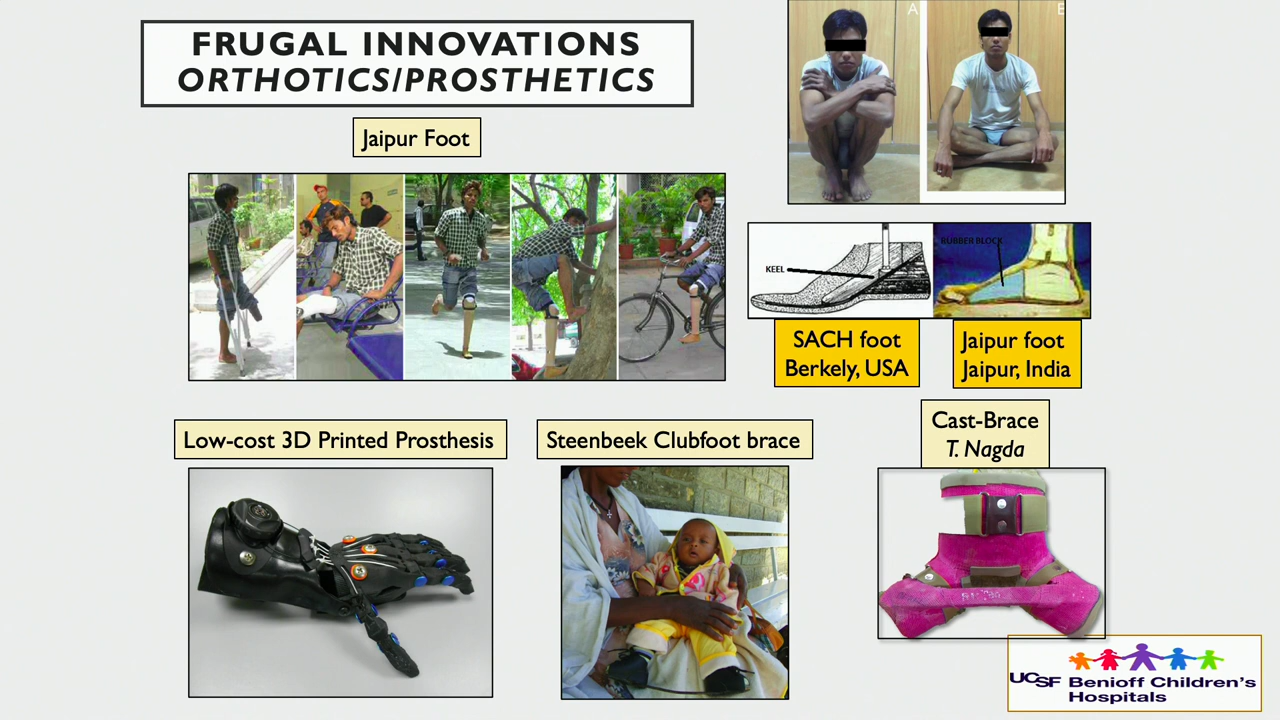 FRUGAL INNOVATIONS
ORTHOTICS/PROSTHETICS
A
E
Jaipur Foot
KEEL
RUBBER BLOCK
SACH foot
Berkely, USA
Jaipur foot
Jaipur, India
Low-cost 3D Printed Prosthesis
Steenbeek Clubfoot brace
Cast-Brace
T. Nagda
UCSF Benioff Children's
Hospitals